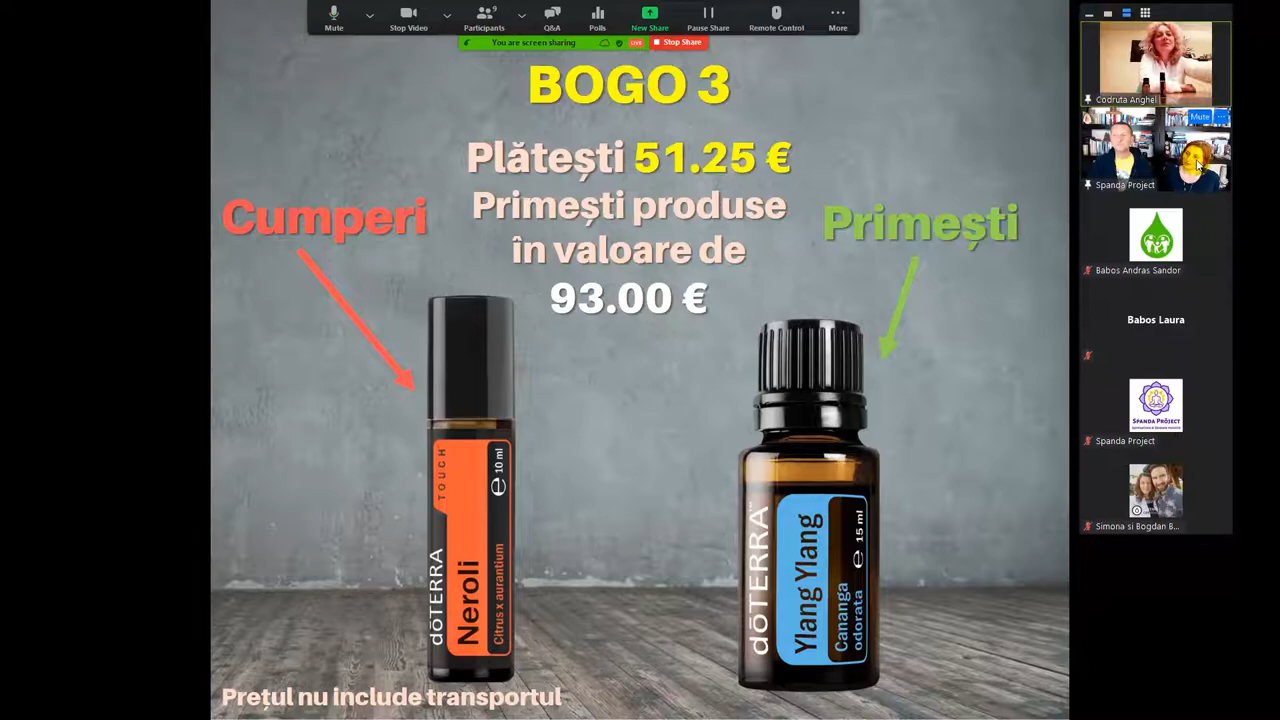 Mute
Stop Video
Participants
9
Q&A
Polls
New Share
Pause Share
Remote Control
More
You are screen sharing
LIVE
Stop Share
BOGO 3
Plătești 51.25 €
Primești produse
în valoare de
93.00 €
Cumperi
Primești
dōTERRA
TOUCH
Neroli
Citrus x aurantium
℮ 10 ml
dōTERRA™
Ylang Ylang
Cananga
odorata
℮ 15 ml
Prețul nu include transportul
Codruta Anghel
Mute
Spanda Project
Babos Andras Sandor
Babos Laura
SPANDA PROJECT
Spanda Project
Simona si Bogdan B...